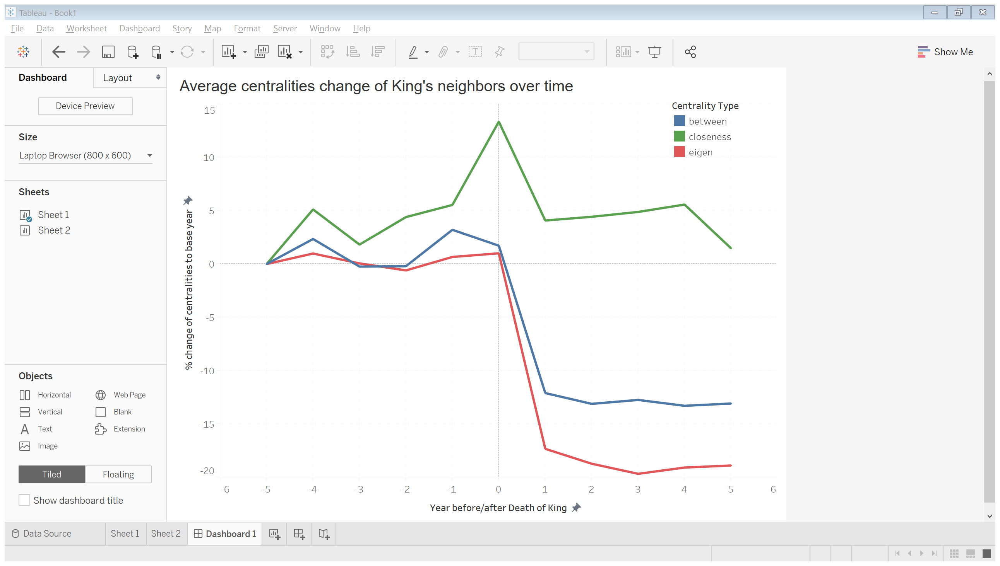 Tableau - Book1
File Data Worksheet Dashboard Story Map Format Server Window Help
Show Me
Dashboard
Layout
Device Preview
Size
Laptop Browser (800 x 600)
Sheets
Sheet 1
Sheet 2
Objects
Horizontal
Web Page
Vertical
Blank
Text
Extension
Image
Tiled
Floating
Show dashboard title
Average centralities change of King's neighbors over time
Centrality Type
between
closeness
eigen
% change of centralities to base year
15
10
5
0
-5
-10
-15
-20
-6 -5 -4 -3 -2 -1 0 1 2 3 4 5 6
Year before/after Death of King
Data Source
Sheet 1
Sheet 2
Dashboard 1